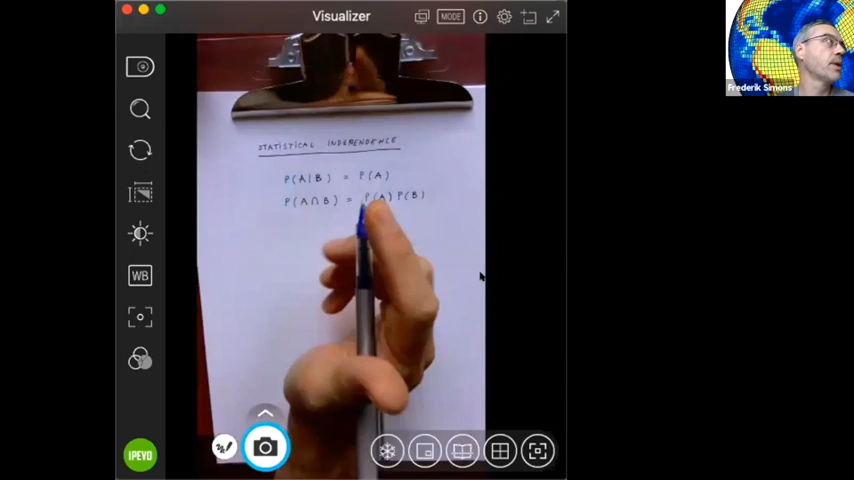 Visualizer
MODE
Frederik Simons
STATISTICAL INDEPENDENCE
P(A|B) = P(A)
P(A∩B) = P(A) P(B)
WB
IPEVO